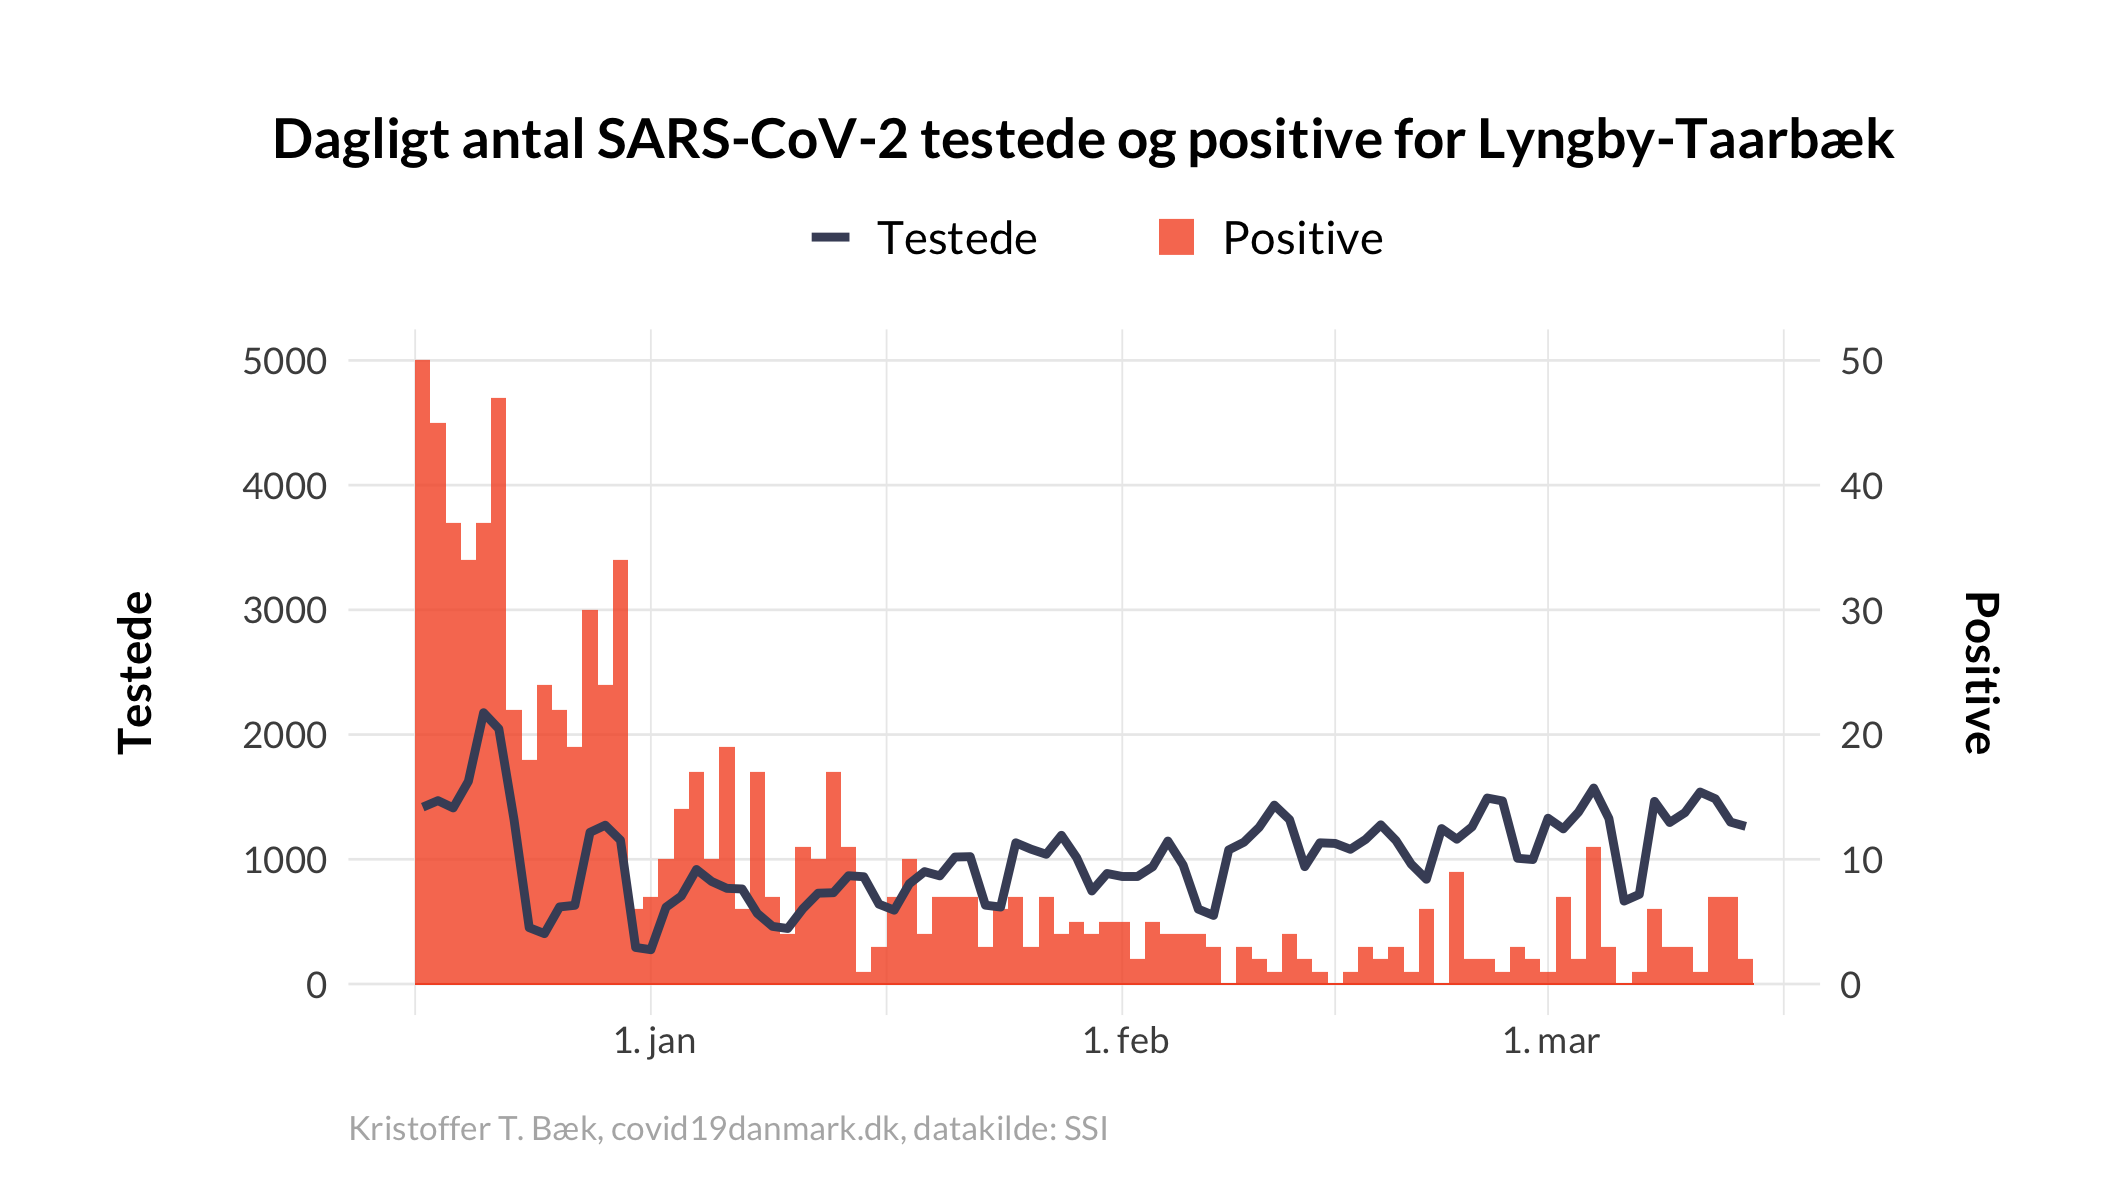 Dagligt antal SARS-CoV-2 testede og positive for Lyngby-Taarbæk
Testede
Positive
5000
4000
3000
2000
1000
0
Testede
50
40
30
20
10
0
Positive
1. jan
1. feb
1. mar
Kristoffer T. Bæk, covid19danmark.dk, datakilde: SSI